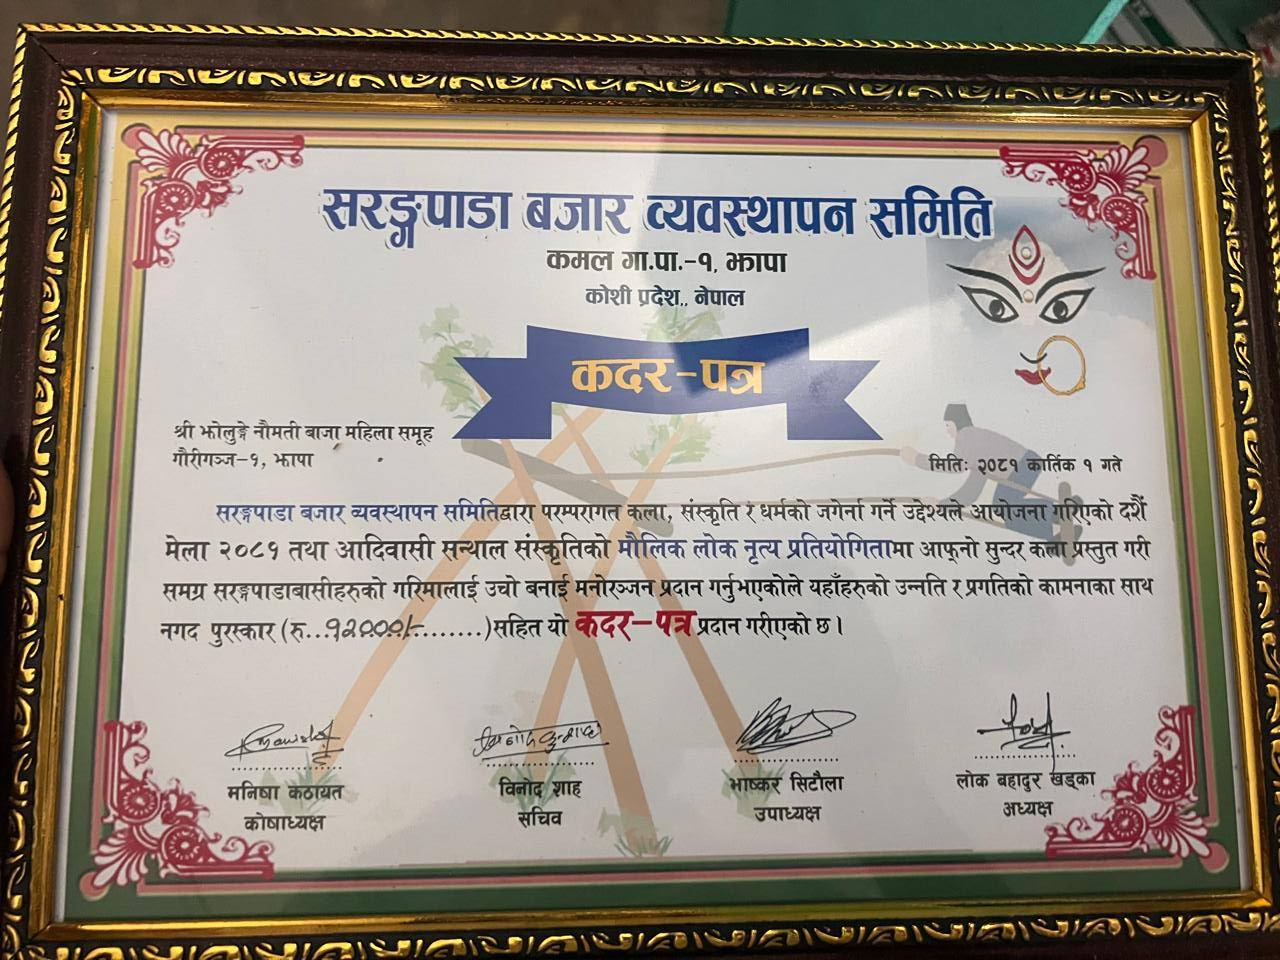 सरङ्गपाडा बजार व्यवस्थापन समिति
कमल गा.पा.-१, झापा
कोशी प्रदेश,, नेपाल
कदर-पत्र
श्री झोलुङ्गे नौमती बाजा महिला समूह
गौरीगञ्ज-१, झापा
मिति: २०८१ कार्तिक १ गते
सरङ्गपाडा बजार व्यवस्थापन समितिद्वारा परम्परागत कला, संस्कृति र धर्मको जगेर्ना गर्ने उद्देश्यले आयोजना गरिएको दशैँ
मेला २०८१ तथा आदिवासी सन्थाल संस्कृतिको मौलिक लोक नृत्य प्रतियोगितामा आफ्नो सुन्दर कला प्रस्तुत गरी
समग्र सरङ्गपाडाबासीहरुको गरिमालाई उचो बनाई मनोरञ्जन प्रदान गर्नुभएकोले यहाँहरुको उन्नति र प्रगतिको कामनाका साथ
नगद पुरस्कार (रु...१२०००/-........)सहित यो कदर-पत्र प्रदान गरीएको छ।
मनिषा कठायत
कोषाध्यक्ष
विनोद शाह
सचिव
भाष्कर सिटौला
उपाध्यक्ष
लोक बहादुर खड्का
अध्यक्ष